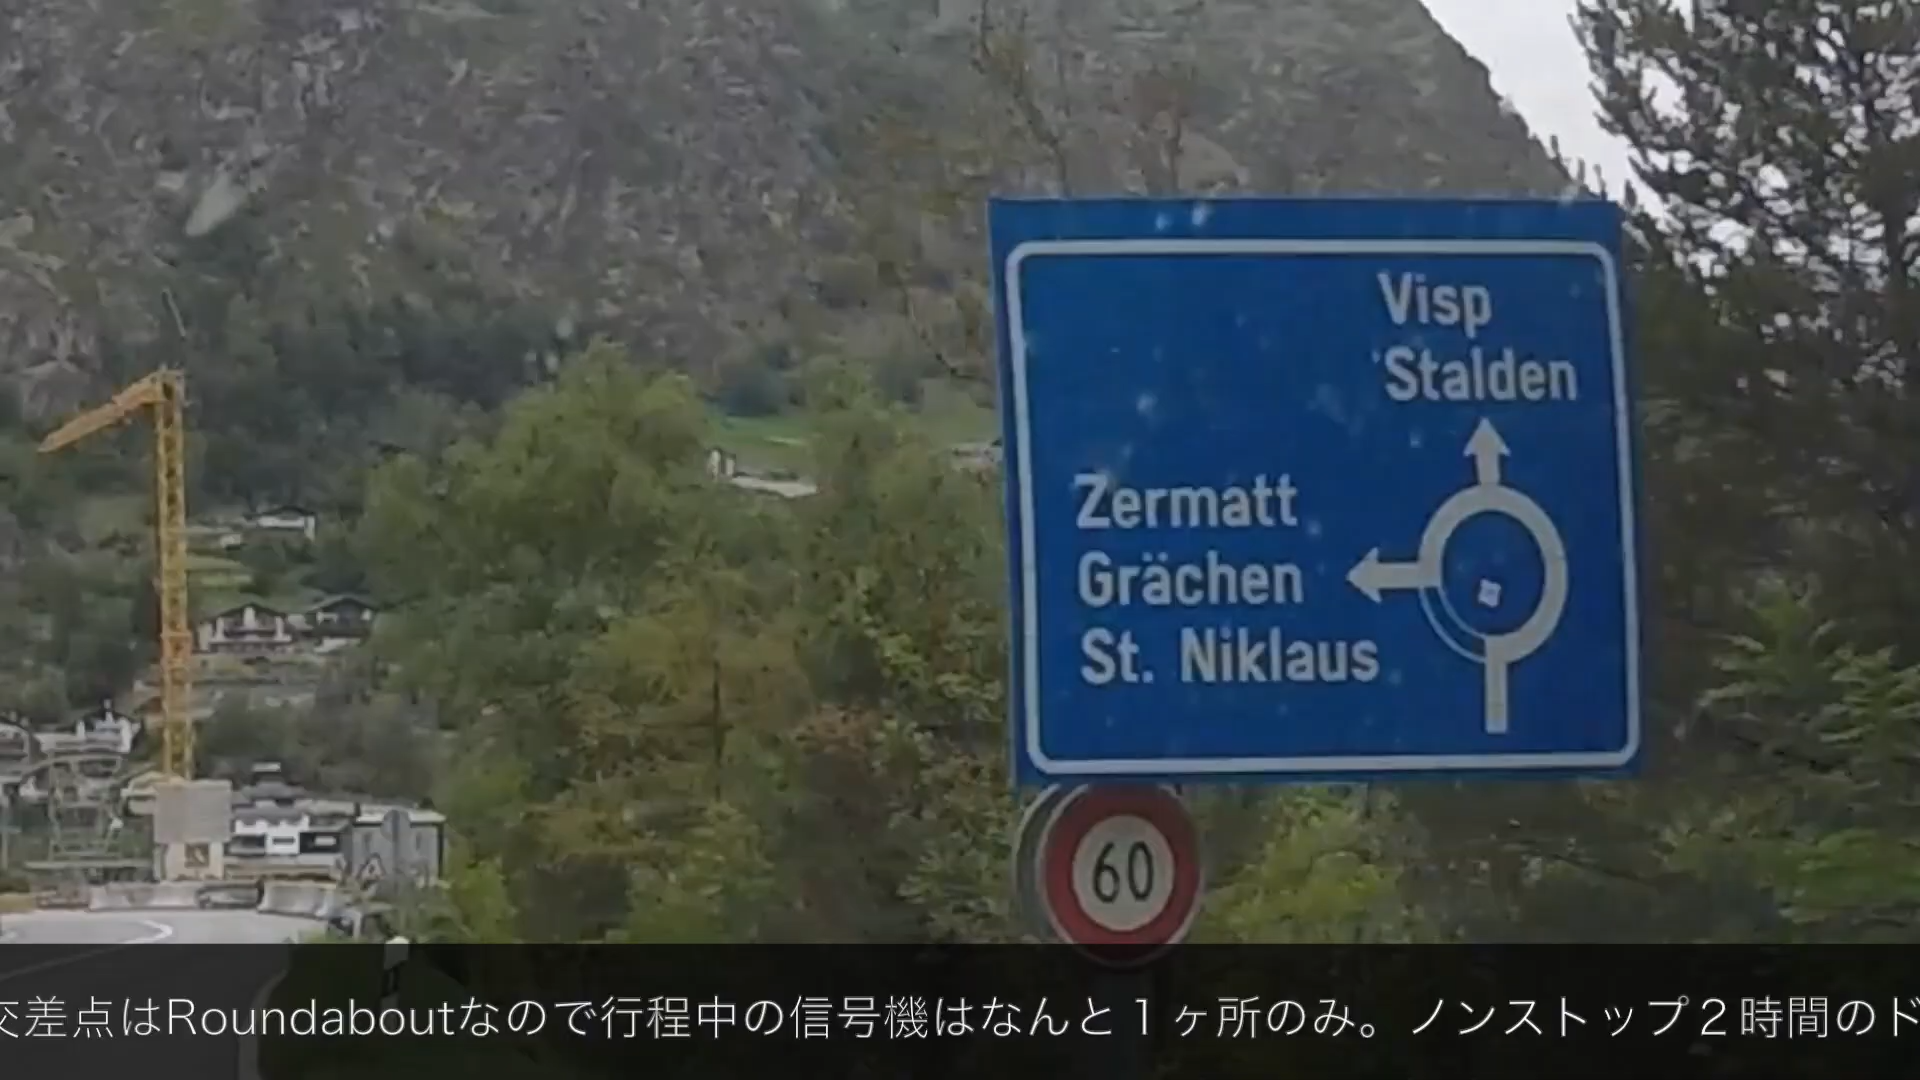 Visp
Stalden
Zermatt
Grächen
St. Niklaus
60
交差点はRoundaboutなので行程中の信号機はなんと１ヶ所のみ。ノンストップ２時間のド